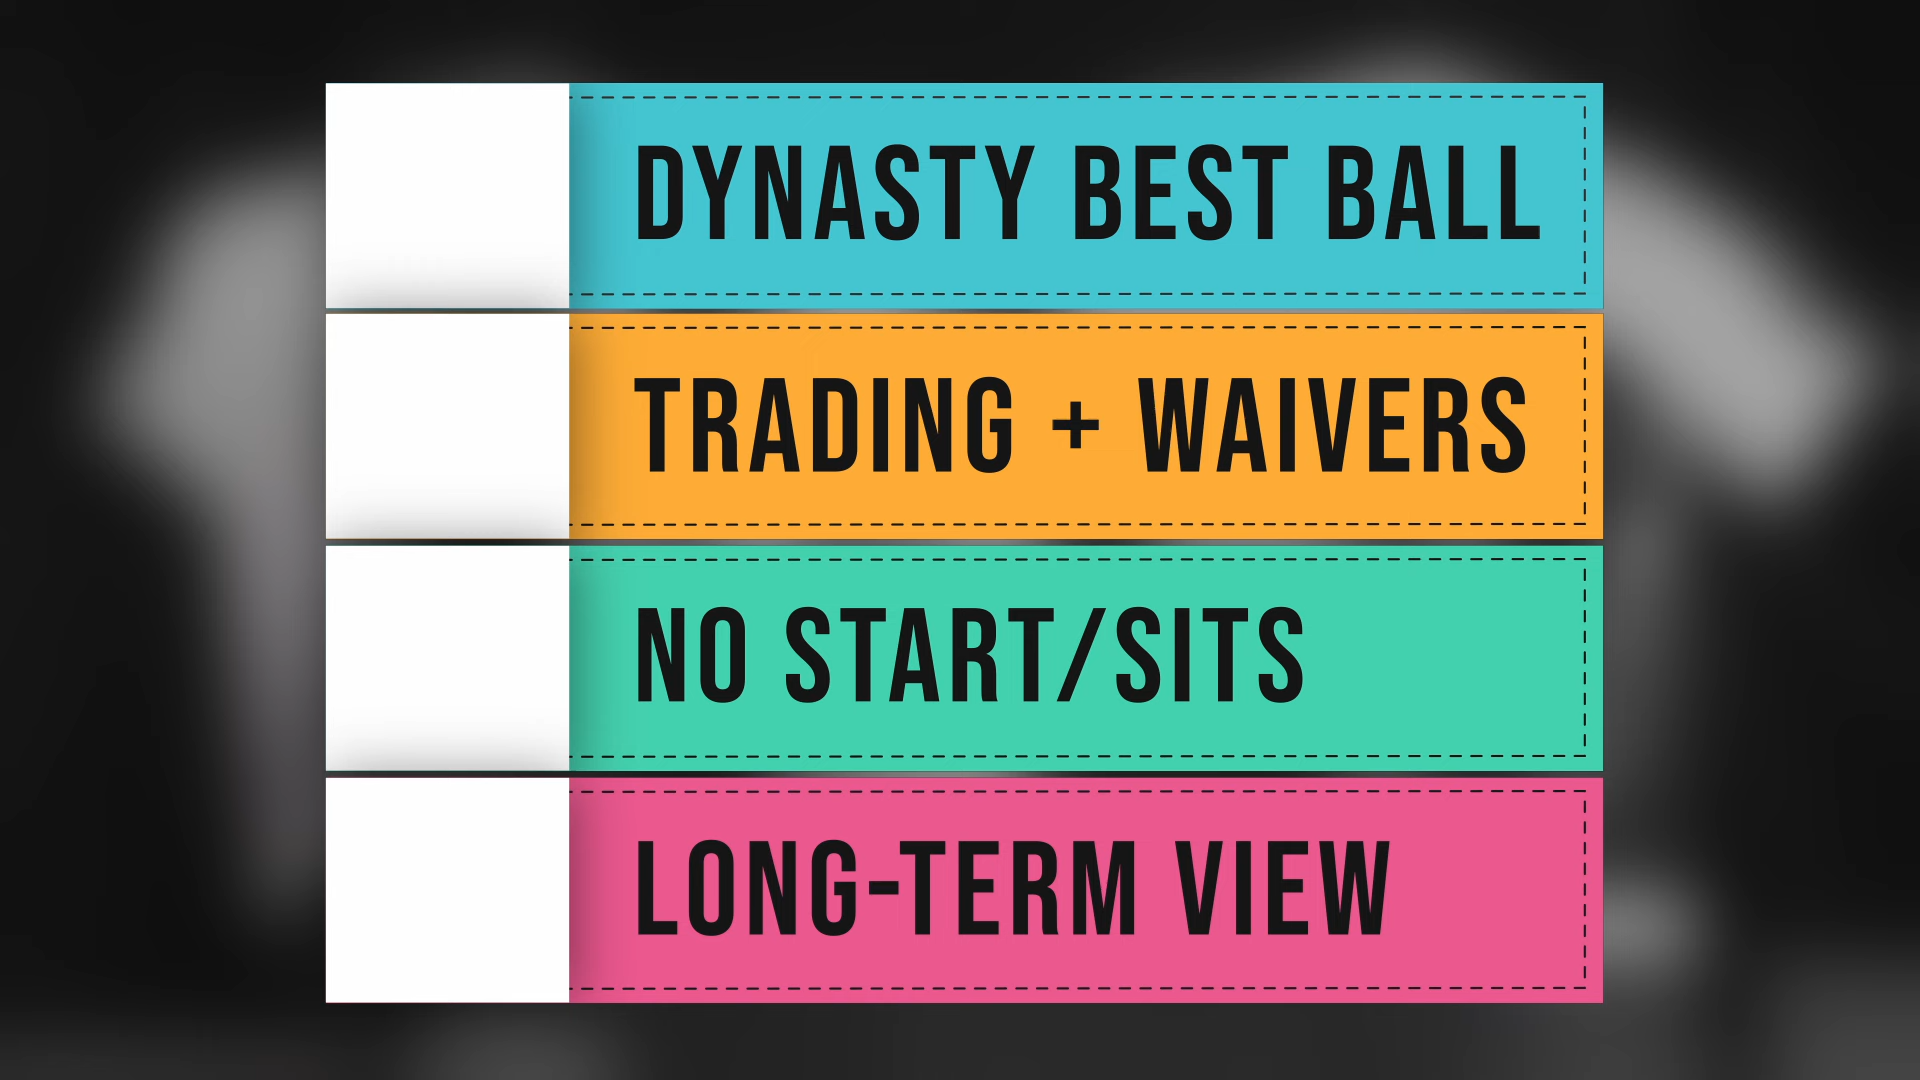 DYNASTY BEST BALL
TRADING + WAIVERS
NO START/SITS
LONG-TERM VIEW